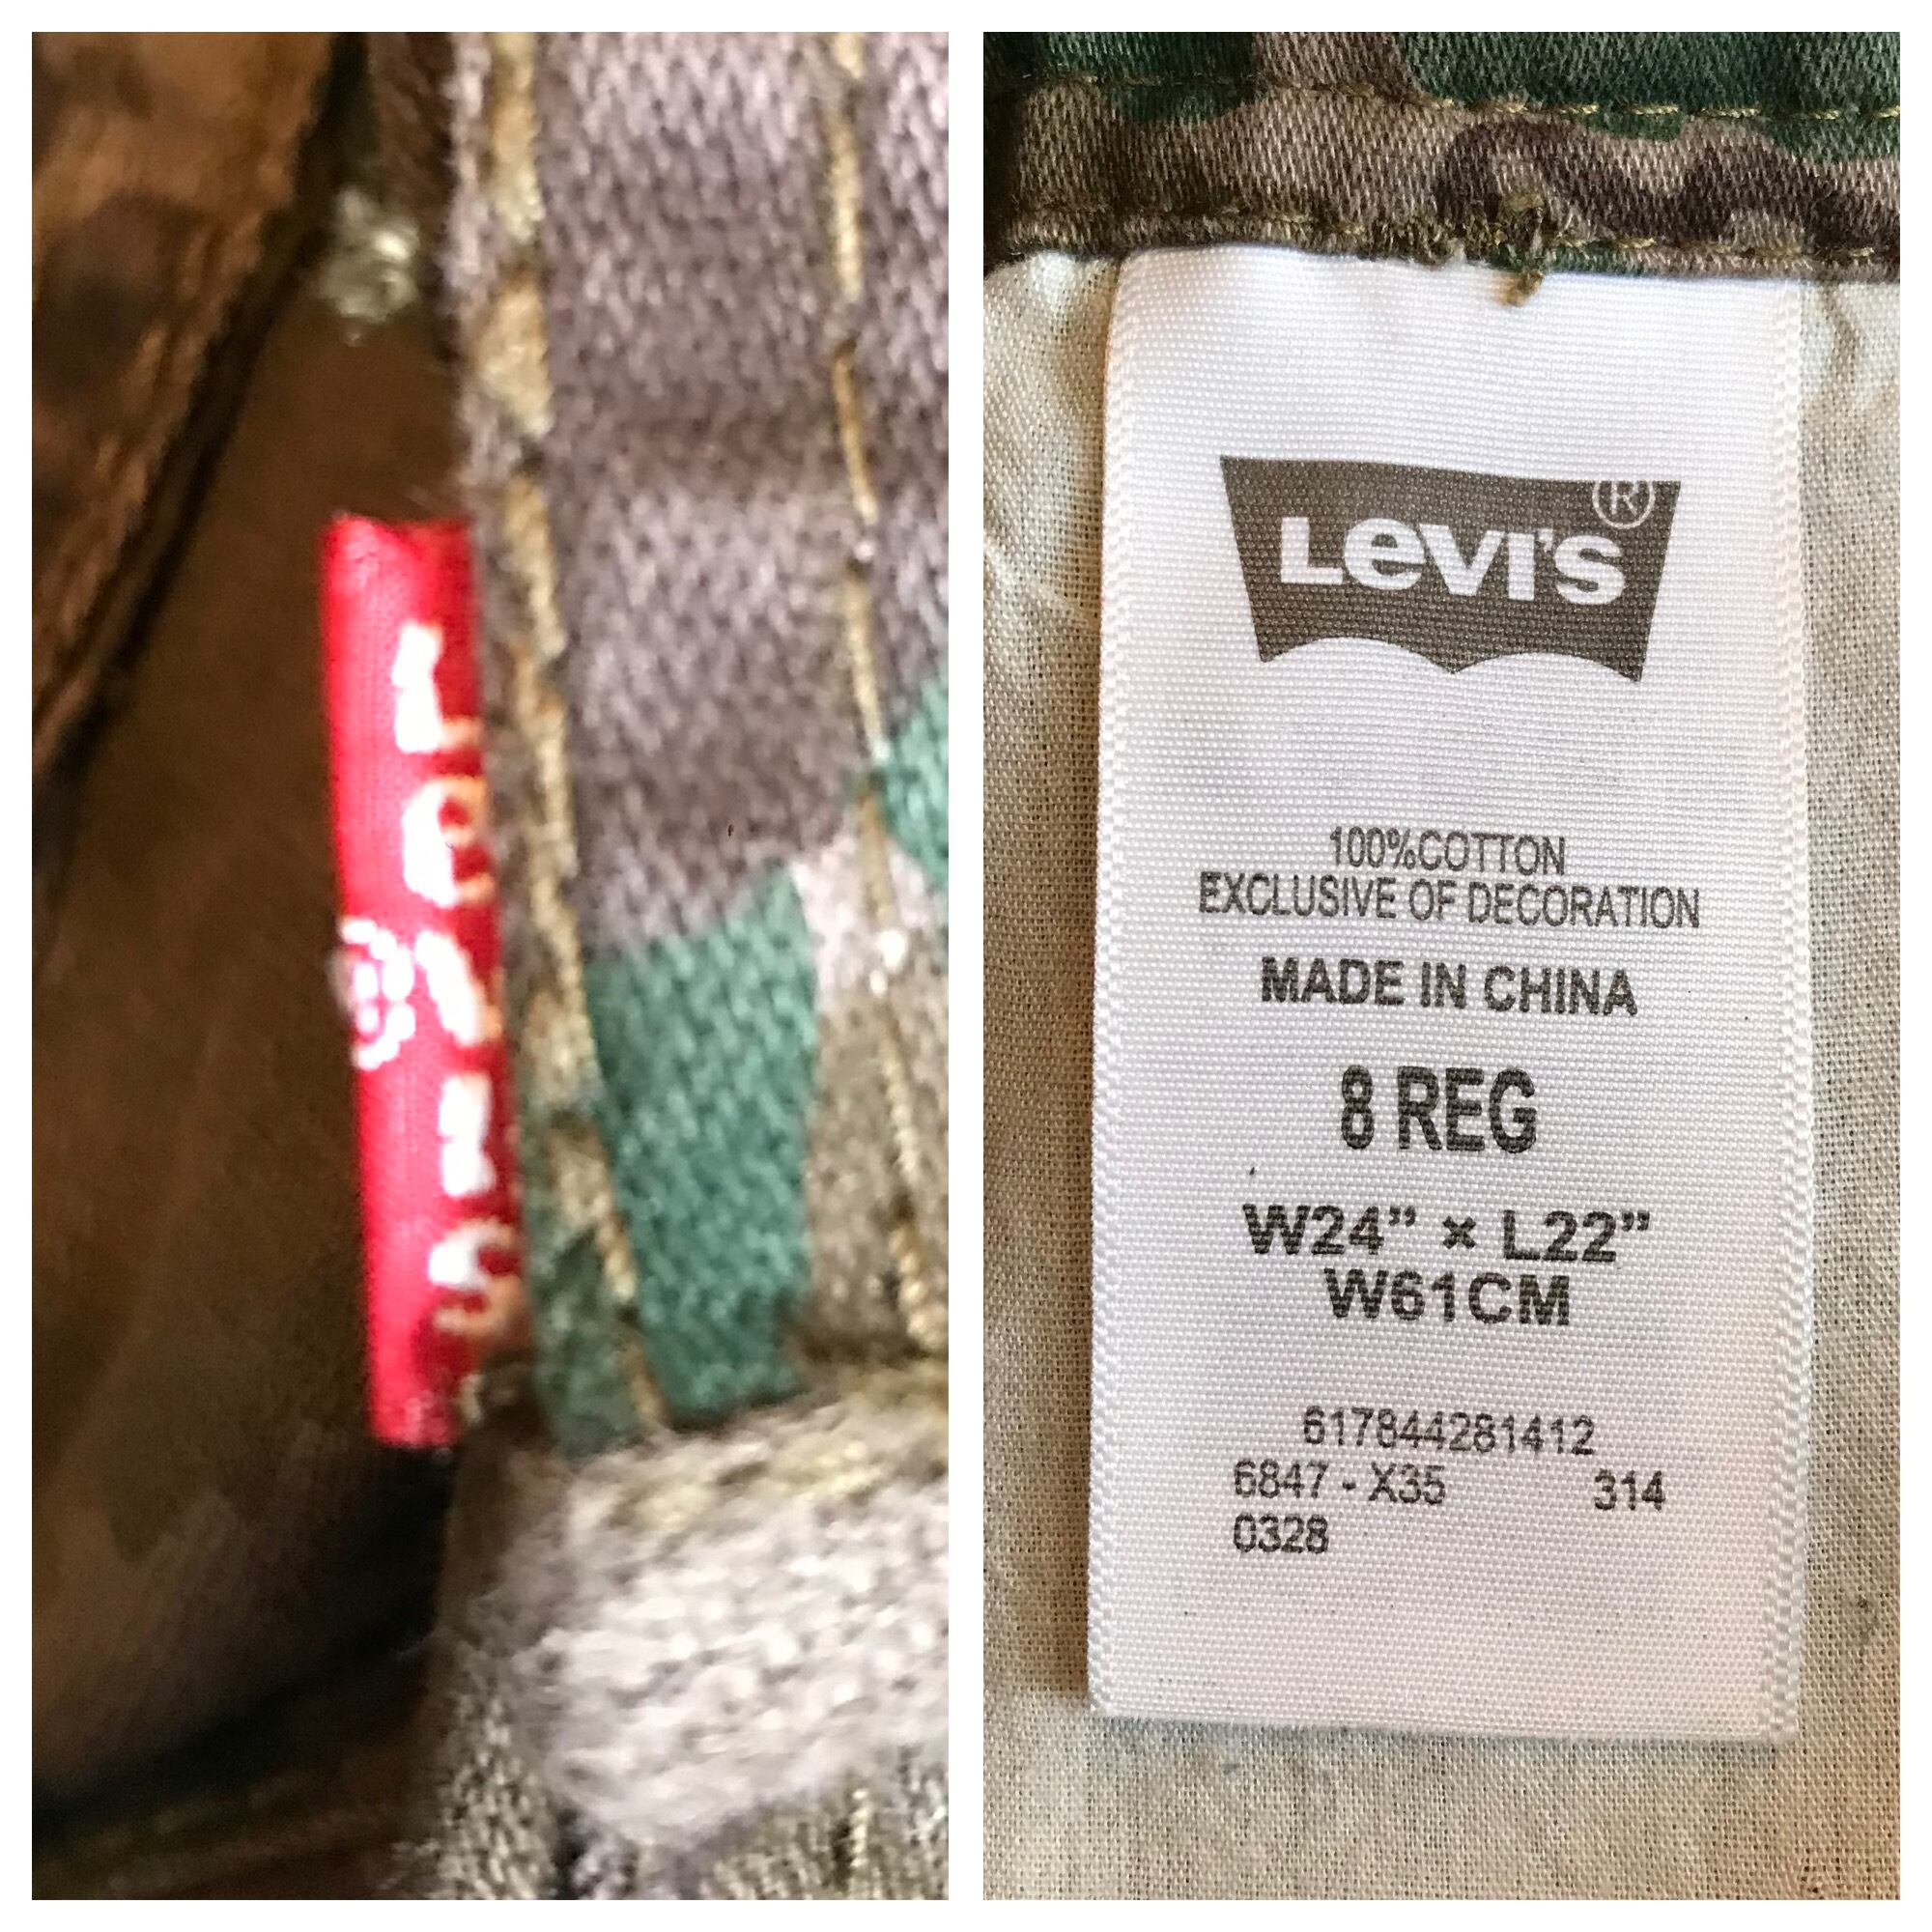 LEVI'S
®
LEVI'S®
100%COTTON
EXCLUSIVE OF DECORATION
MADE IN CHINA
8 REG
W24” × L22”
W61CM
617844281412
6847 - X35 314
0328